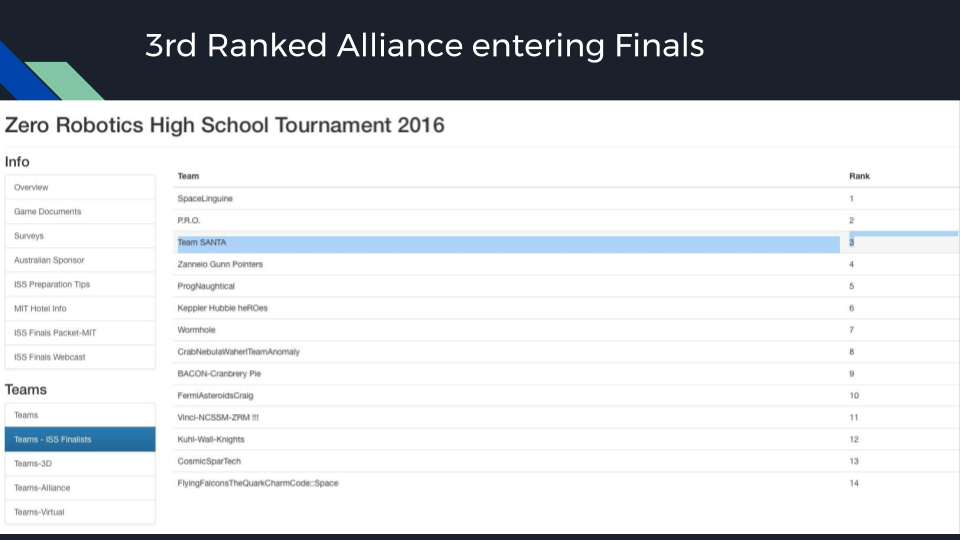 3rd Ranked Alliance entering Finals
Zero Robotics High School Tournament 2016
Info
Overview
Game Documents
Surveys
Australian Sponsor
ISS Preparation Tips
MIT Hotel Info
ISS Finals Packet-MIT
ISS Finals Webcast
Teams
Teams
Teams - ISS Finalists
Teams-3D
Teams-Alliance
Teams-Virtual
Team Rank
SpaceLinguine 1
P.R.O. 2
Team SANTA 3
Zanneio Gunn Pointers 4
ProgNaughtical 5
Keppler Hubble heROes 6
Wormhole 7
CrabNebulaWaherlTeamAnomaly 8
BACON-Cranbrery Pie 9
FermiAsteroidsCraig 10
Vinci-NCSSM-ZRM !!! 11
Kuhl-Wall-Knights 12
CosmicSparTech 13
FlyingFalconsTheQuarkCharmCode::Space 14